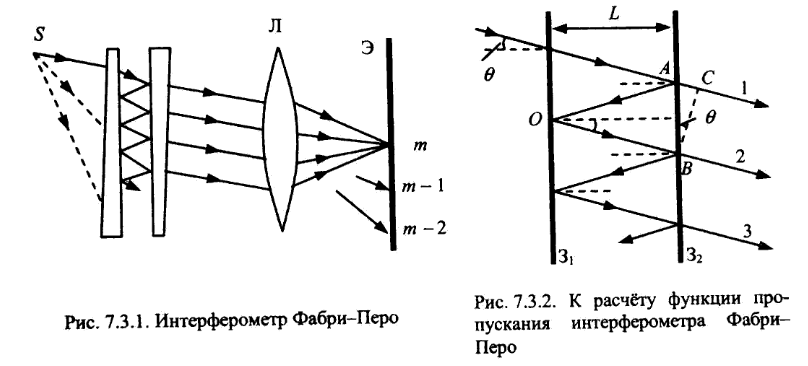 S
Л
Э
m
m − 1
m − 2
Рис. 7.3.1. Интерферометр Фабри–Перо
L
θ
A
C
1
O
θ
2
B
3
З₁
З₂
Рис. 7.3.2. К расчёту функции про-
пускания интерферометра Фабри–
Перо